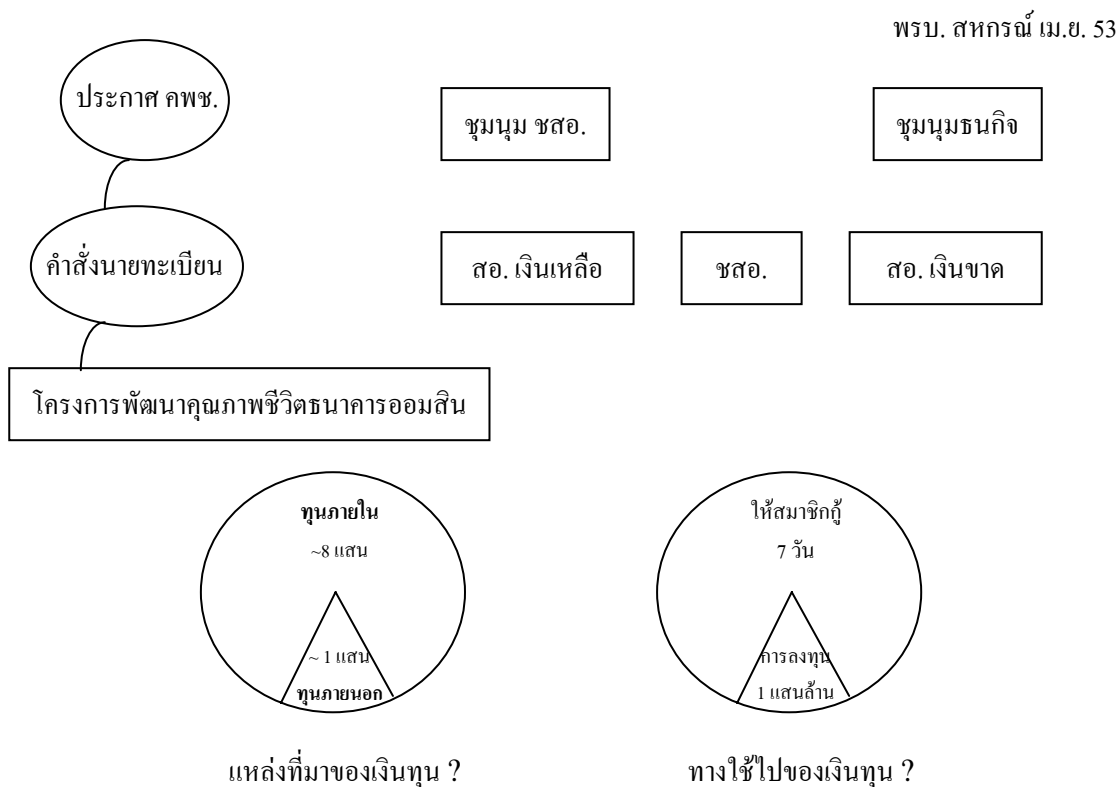 พรบ. สหกรณ์ เม.ย. 53
ประกาศ คพช.
ชุมนุม ชสอ.
ชุมนุมธนกิจ
คำสั่งนายทะเบียน
สอ. เงินเหลือ
ชสอ.
สอ. เงินขาด
โครงการพัฒนาคุณภาพชีวิตธนาคารออมสิน
ทุนภายใน
~8 แสน
~ 1 แสน
ทุนภายนอก
ให้สมาชิกกู้
7 วัน
การลงทุน
1 แสนล้าน
แหล่งที่มาของเงินทุน ?
ทางใช้ไปของเงินทุน ?